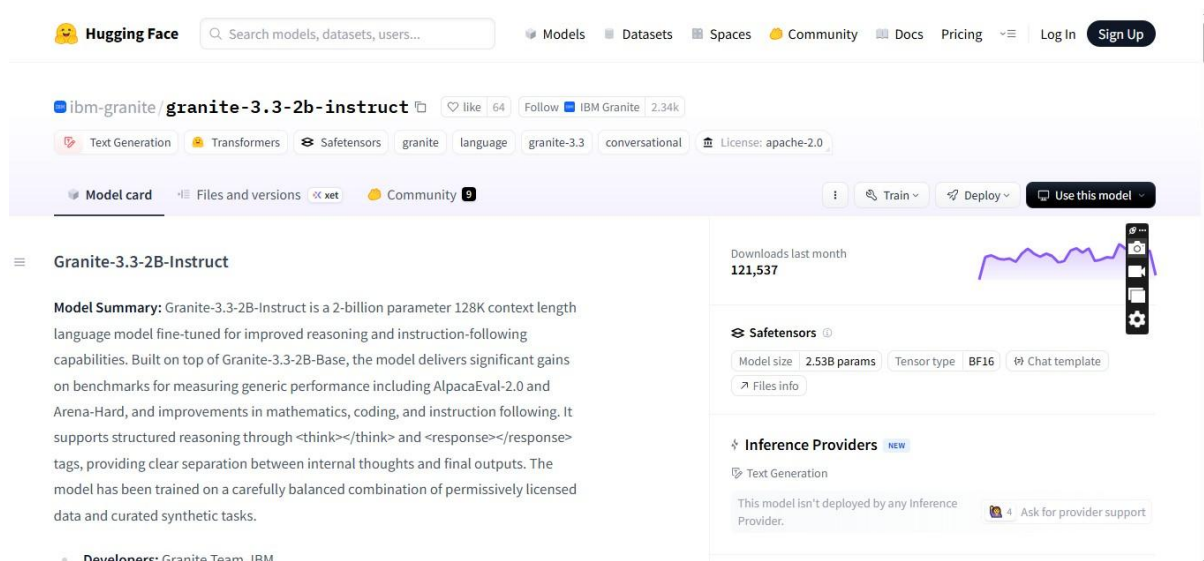 Hugging Face
Search models, datasets, users...
Models
Datasets
Spaces
Community
Docs
Pricing
Log In
Sign Up
ibm-granite/granite-3.3-2b-instruct
like 64
Follow IBM Granite 2.34k
Text Generation
Transformers
Safetensors
granite
language
granite-3.3
conversational
License: apache-2.0
Model card
Files and versions
xet
Community 9
Train
Deploy
Use this model
Granite-3.3-2B-Instruct
Model Summary: Granite-3.3-2B-Instruct is a 2-billion parameter 128K context length
language model fine-tuned for improved reasoning and instruction-following
capabilities. Built on top of Granite-3.3-2B-Base, the model delivers significant gains
on benchmarks for measuring generic performance including AlpacaEval-2.0 and
Arena-Hard, and improvements in mathematics, coding, and instruction following. It
supports structured reasoning through <think></think> and <response></response>
tags, providing clear separation between internal thoughts and final outputs. The
model has been trained on a carefully balanced combination of permissively licensed
data and curated synthetic tasks.
Developers: Granite Team, IBM
Downloads last month
121,537
Safetensors
Model size 2.53B params
Tensor type BF16
Chat template
Files info
Inference Providers NEW
Text Generation
This model isn't deployed by any Inference
Provider.
4 Ask for provider support